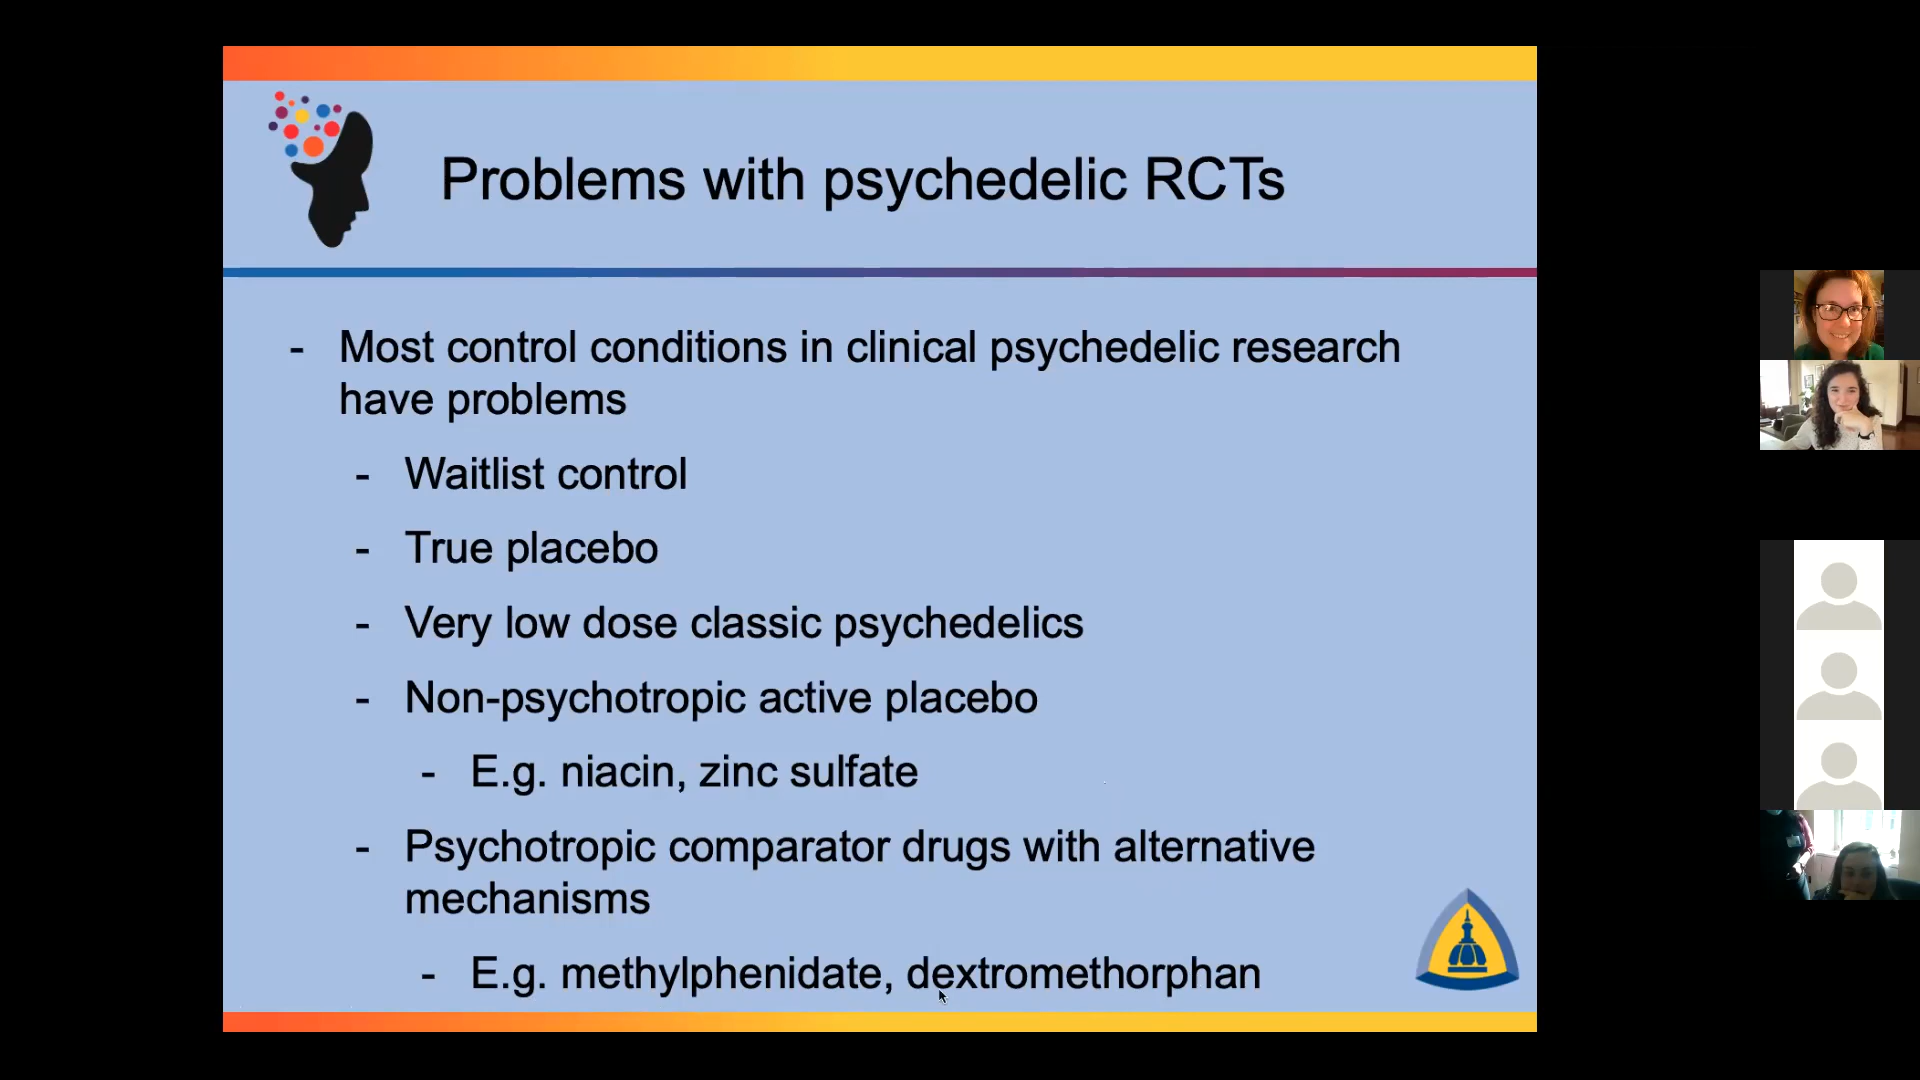 Problems with psychedelic RCTs
- Most control conditions in clinical psychedelic research
have problems
- Waitlist control
- True placebo
- Very low dose classic psychedelics
- Non-psychotropic active placebo
- E.g. niacin, zinc sulfate
- Psychotropic comparator drugs with alternative
mechanisms
- E.g. methylphenidate, dextromethorphan